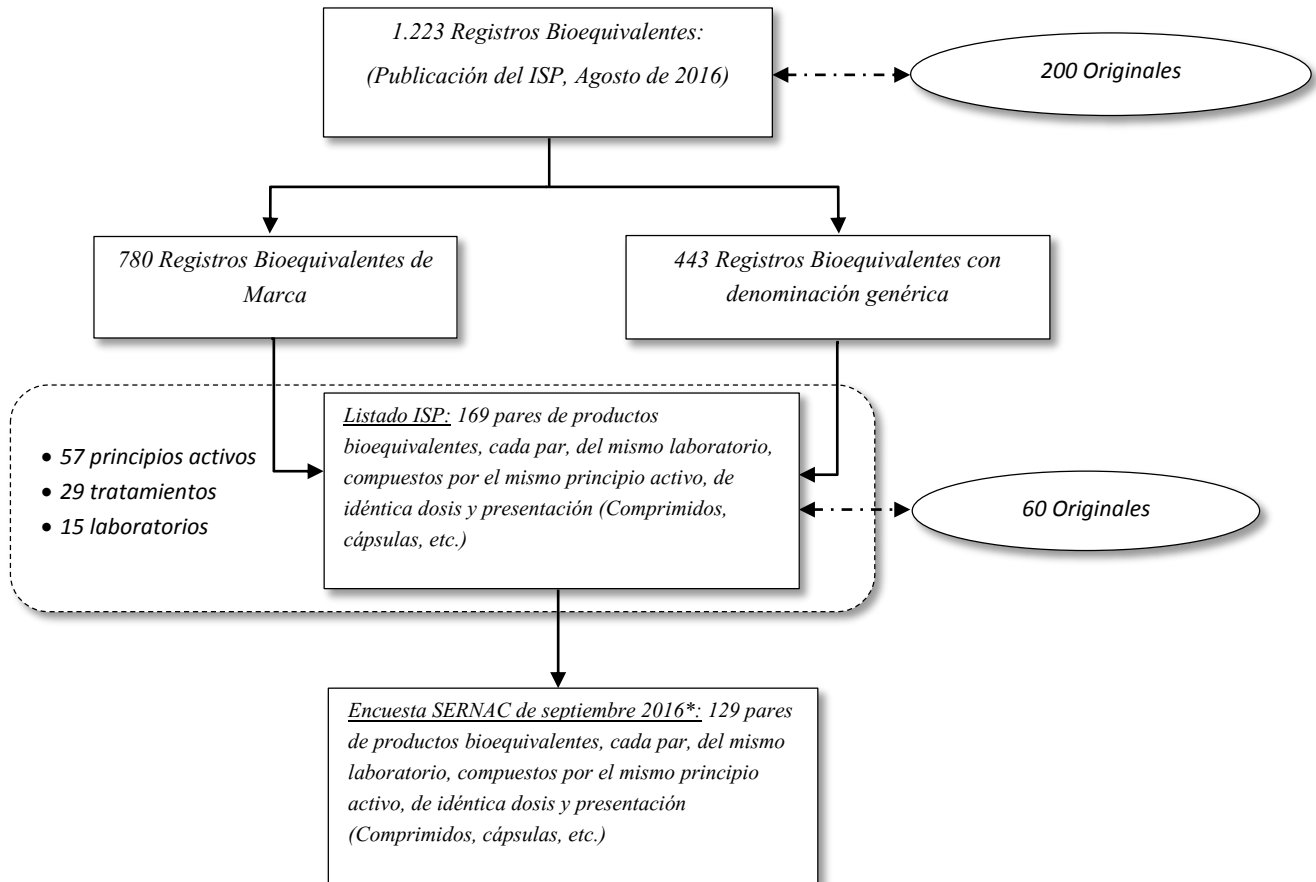 1.223 Registros Bioequivalentes:
(Publicación del ISP, Agosto de 2016)
200 Originales
780 Registros Bioequivalentes de
Marca
443 Registros Bioequivalentes con
denominación genérica
• 57 principios activos
• 29 tratamientos
• 15 laboratorios
Listado ISP: 169 pares de productos
bioequivalentes, cada par, del mismo laboratorio,
compuestos por el mismo principio activo, de
idéntica dosis y presentación (Comprimidos,
cápsulas, etc.)
60 Originales
Encuesta SERNAC de septiembre 2016*: 129 pares
de productos bioequivalentes, cada par, del mismo
laboratorio, compuestos por el mismo principio
activo, de idéntica dosis y presentación
(Comprimidos, cápsulas, etc.)